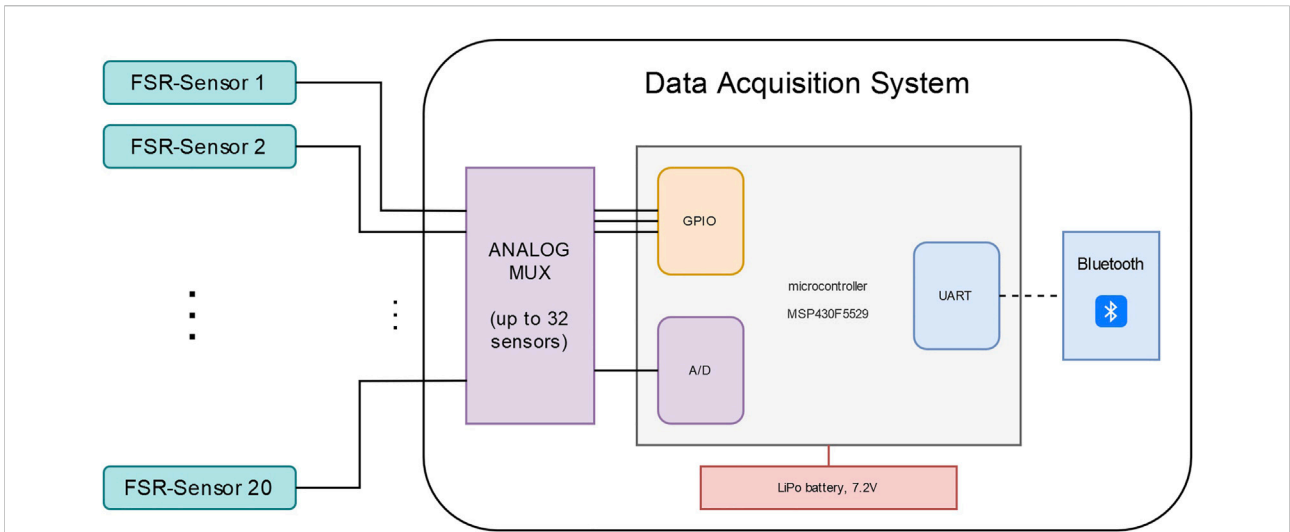 Data Acquisition System
FSR-Sensor 1
FSR-Sensor 2
FSR-Sensor 20
ANALOG
MUX
(up to 32
sensors)
GPIO
A/D
microcontroller
MSP430F5529
UART
Bluetooth
LiPo battery, 7.2V